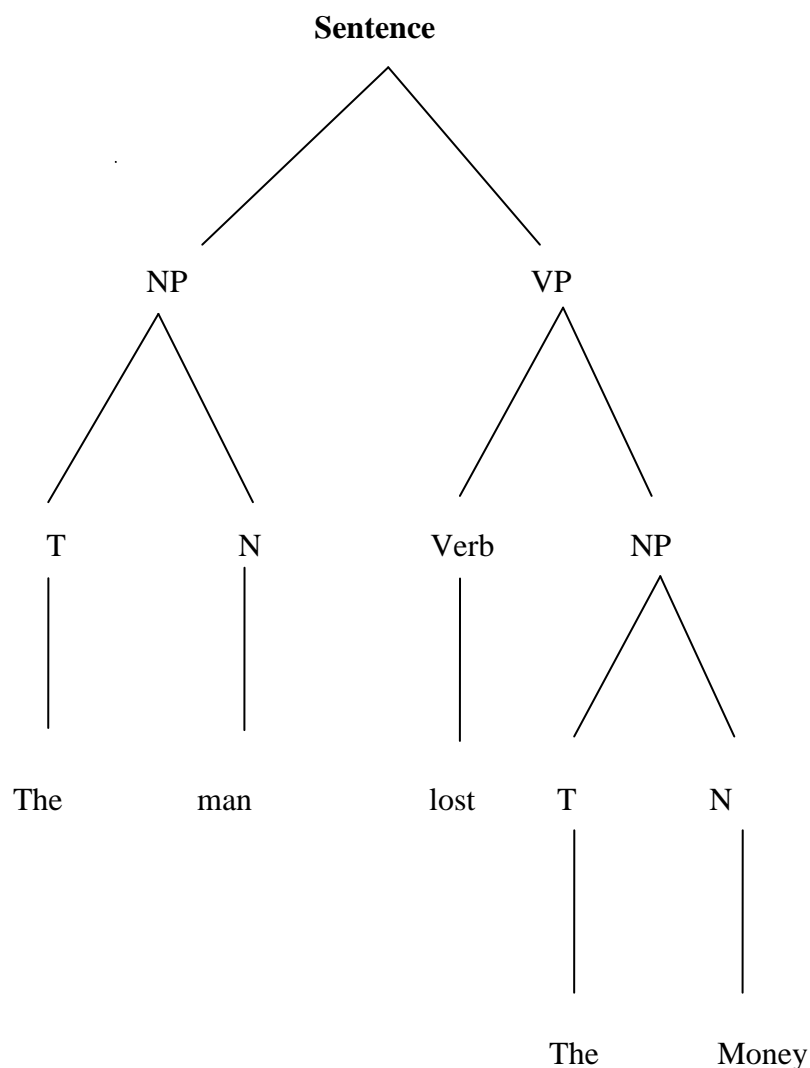 Sentence
NP VP
T N Verb NP
The man lost T N
The Money